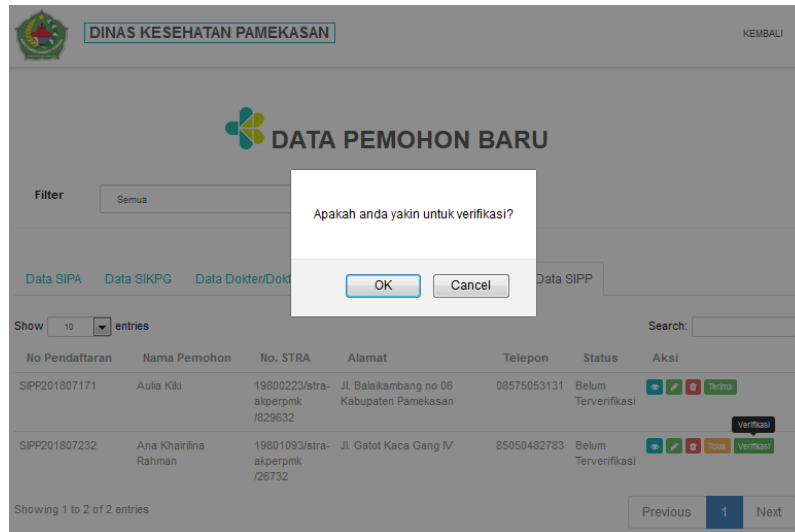 DINAS KESEHATAN PAMEKASAN
KEMBALI
DATA PEMOHON BARU
Filter
Semua
Apakah anda yakin untuk verifikasi?
OK Cancel
Data SIPA Data SIKPG Data Dokter/Dokt Data SIPP
Show 10 entries Search:
No Pendaftaran Nama Pemohon No. STRA Alamat Telepon Status Aksi
SIPP201807171 Aulia Kiki 19800223/stra- Jl. Balaikambang no 06 08575053131 Belum Terima
akperpmk Kabupaten Pamekasan Terverifikasi
/829632
Verifikasi
SIPP201807232 Ana Khairilina 19801093/stra- Jl. Gatot Kaca Gang IV 85050482783 Belum Tolak Verifikasi
Rahman akperpmk Terverifikasi
/26732
Showing 1 to 2 of 2 entries
Previous 1 Next